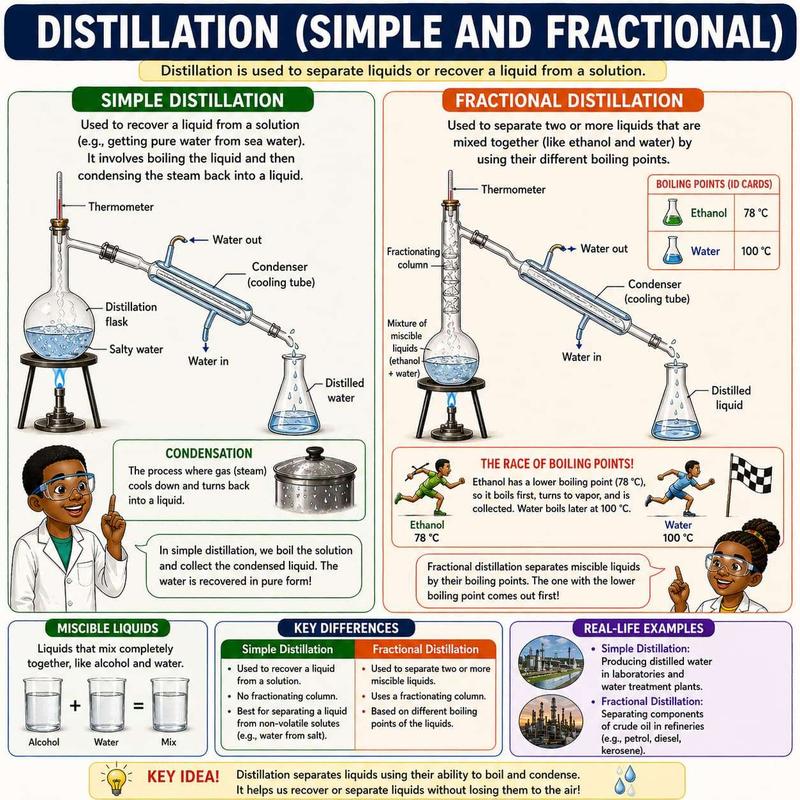 DISTILLATION (SIMPLE AND FRACTIONAL)
Distillation is used to separate liquids or recover a liquid from a solution.
SIMPLE DISTILLATION
Used to recover a liquid from a solution
(e.g., getting pure water from sea water).
It involves boiling the liquid and then
condensing the steam back into a liquid.
Thermometer
Water out
Condenser
(cooling tube)
Distillation
flask
Salty water
Water in
Distilled
water
CONDENSATION
The process where gas (steam)
cools down and turns back
into a liquid.
In simple distillation, we boil the solution
and collect the condensed liquid. The
water is recovered in pure form!
FRACTIONAL DISTILLATION
Used to separate two or more liquids that are
mixed together (like ethanol and water) by
using their different boiling points.
Thermometer
BOILING POINTS (ID CARDS)
Ethanol 78 °C
Water 100 °C
Fractionating
column
Water out
Condenser
(cooling tube)
Mixture of
miscible
liquids
(ethanol
+ water)
Water in
Distilled
liquid
THE RACE OF BOILING POINTS!
Ethanol has a lower boiling point (78 °C),
so it boils first, turns to vapor, and is
collected. Water boils later at 100 °C.
Ethanol
78 °C
Water
100 °C
Fractional distillation separates miscible liquids
by their boiling points. The one with the lower
boiling point comes out first!
MISCIBLE LIQUIDS
Liquids that mix completely
together, like alcohol and water.
+ =
Alcohol Water Mix
KEY DIFFERENCES
Simple Distillation
• Used to recover a liquid
from a solution.
• No fractionating column.
• Best for separating a liquid
from non-volatile solutes
(e.g., water from salt).
Fractional Distillation
• Used to separate two or more
miscible liquids.
• Uses a fractionating column.
• Based on different boiling
points of the liquids.
REAL-LIFE EXAMPLES
• Simple Distillation:
Producing distilled water
in laboratories and
water treatment plants.
• Fractional Distillation:
Separating components
of crude oil in refineries
(e.g., petrol, diesel,
kerosene).
KEY IDEA!
Distillation separates liquids using their ability to boil and condense.
It helps us recover or separate liquids without losing them to the air!